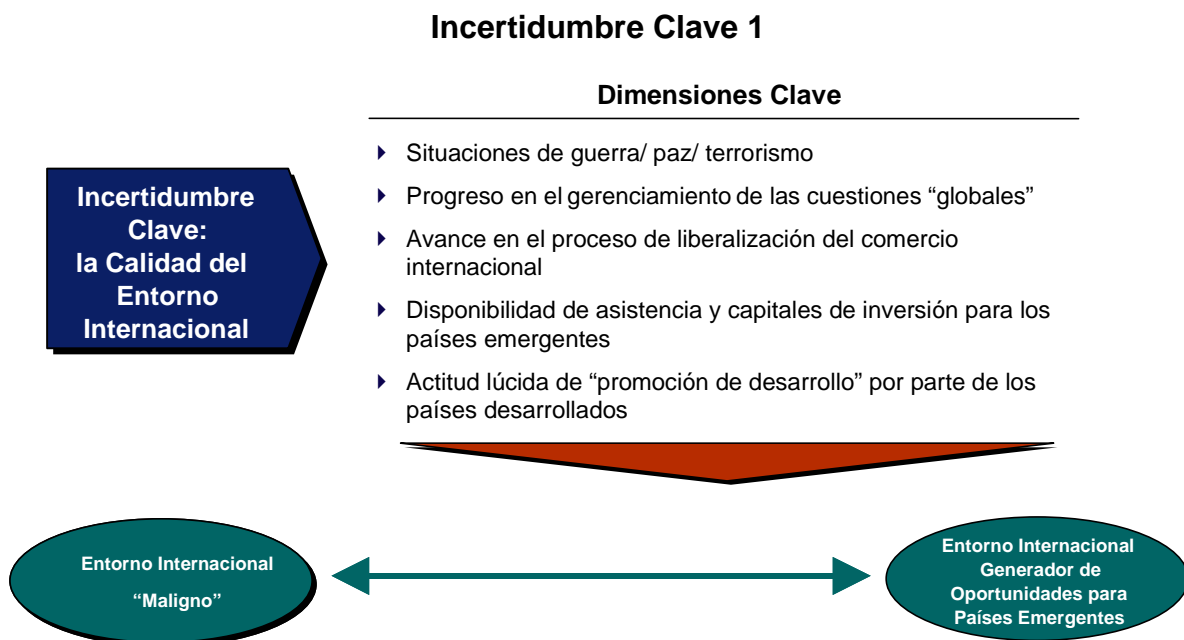 Incertidumbre Clave 1
Dimensiones Clave
Incertidumbre
Clave:
la Calidad del
Entorno
Internacional
Situaciones de guerra/ paz/ terrorismo
Progreso en el gerenciamiento de las cuestiones “globales”
Avance en el proceso de liberalización del comercio
internacional
Disponibilidad de asistencia y capitales de inversión para los
países emergentes
Actitud lúcida de “promoción de desarrollo” por parte de los
países desarrollados
Entorno Internacional
“Maligno”
Entorno Internacional
Generador de
Oportunidades para
Países Emergentes